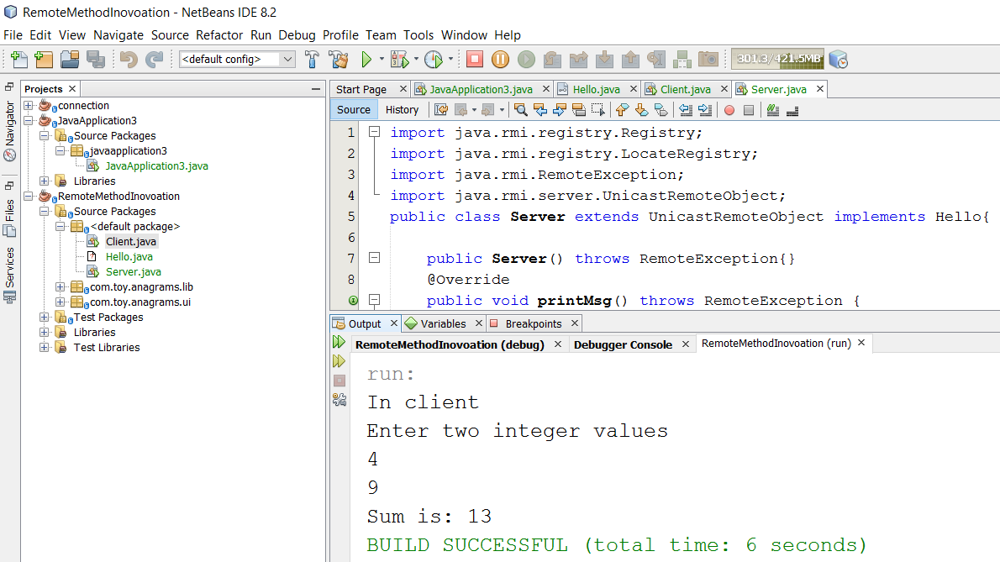 RemoteMethodInovoation - NetBeans IDE 8.2
File Edit View Navigate Source Refactor Run Debug Profile Team Tools Window Help
<default config> 301.3/421.5MB
Projects
Navigator
Files
Services
connection
JavaApplication3
Source Packages
javaapplication3
JavaApplication3.java
Libraries
RemoteMethodInovoation
Source Packages
<default package>
Client.java
Hello.java
Server.java
com.toy.anagrams.lib
com.toy.anagrams.ui
Test Packages
Libraries
Test Libraries
Start Page JavaApplication3.java Hello.java Client.java Server.java
Source History
1 import java.rmi.registry.Registry;
2 import java.rmi.registry.LocateRegistry;
3 import java.rmi.RemoteException;
4 import java.rmi.server.UnicastRemoteObject;
5 public class Server extends UnicastRemoteObject implements Hello{
6
7 public Server() throws RemoteException{}
8 @Override
public void printMsg() throws RemoteException {
Output Variables Breakpoints
RemoteMethodInovoation (debug) Debugger Console RemoteMethodInovoation (run)
run:
In client
Enter two integer values
4
9
Sum is: 13
BUILD SUCCESSFUL (total time: 6 seconds)